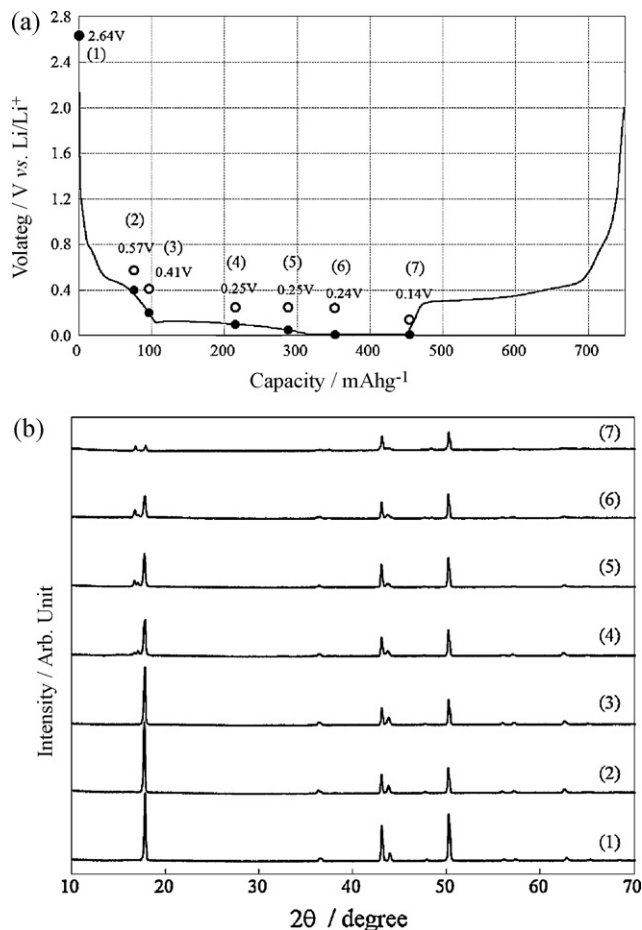 (a)
2.8
2.4
2.0
1.6
1.2
0.8
0.4
0.0
Volateg / V vs. Li/Li+
2.64V
(1)
(2)
0.57V
(3)
0.41V
(4)
0.25V
(5)
0.25V
(6)
0.24V
(7)
0.14V
0 100 200 300 400 500 600 700
Capacity / mAhg-1
(b)
Intensity / Arb. Unit
(7)
(6)
(5)
(4)
(3)
(2)
(1)
10 20 30 40 50 60 70
2θ / degree